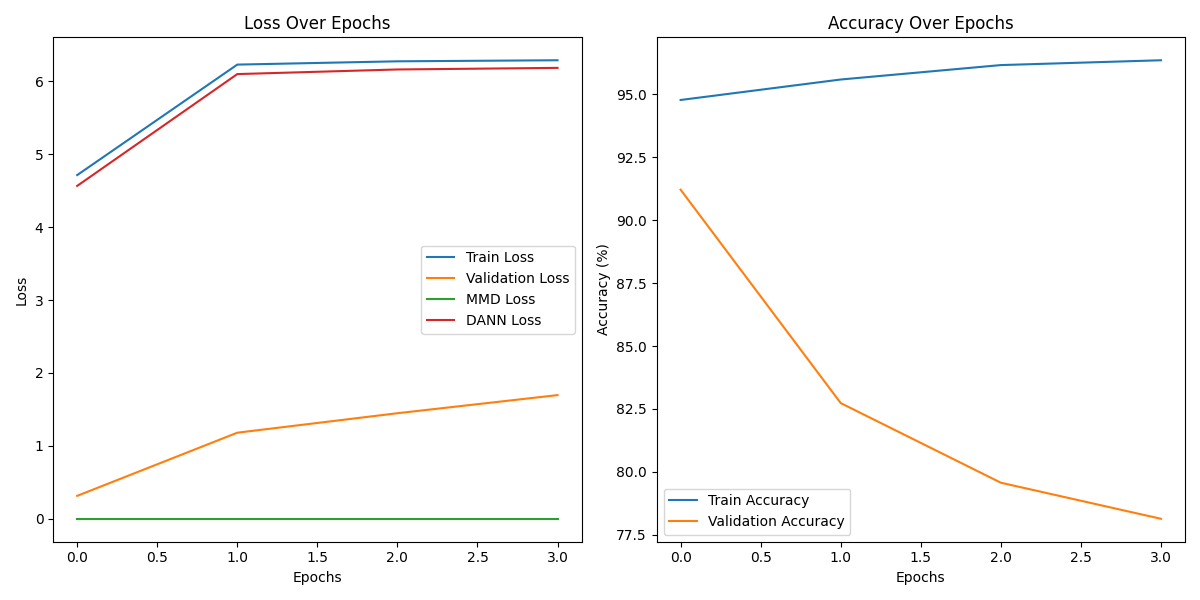 Loss Over Epochs
6
5
4
3
2
1
0
Loss
Train Loss
Validation Loss
MMD Loss
DANN Loss
0.0 0.5 1.0 1.5 2.0 2.5 3.0
Epochs
Accuracy Over Epochs
95.0
92.5
90.0
87.5
85.0
82.5
80.0
77.5
Accuracy (%)
Train Accuracy
Validation Accuracy
0.0 0.5 1.0 1.5 2.0 2.5 3.0
Epochs